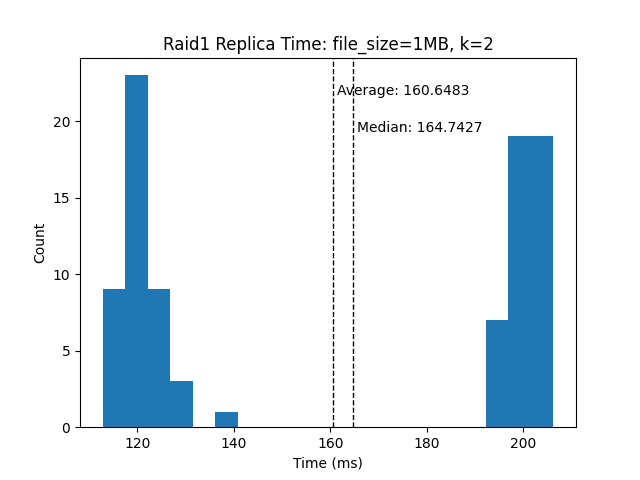 Raid1 Replica Time: file_size=1MB, k=2
Average: 160.6483
Median: 164.7427
Count
20
15
10
5
0
120 140 160 180 200
Time (ms)